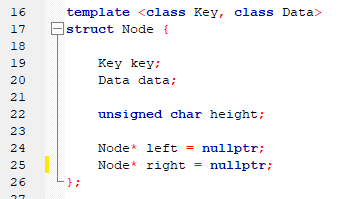 16 template <class Key, class Data>
17 struct Node {
18
19 Key key;
20 Data data;
21
22 unsigned char height;
23
24 Node* left = nullptr;
25 Node* right = nullptr;
26 };